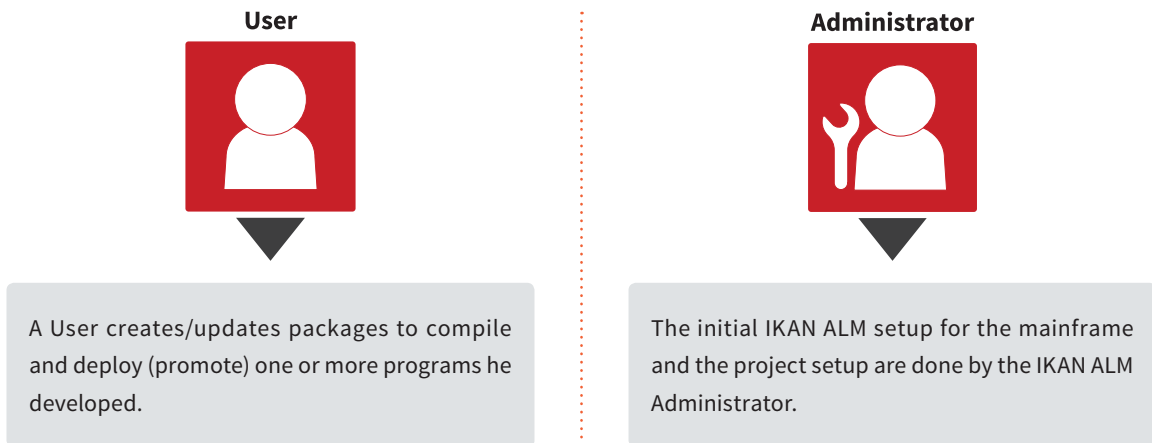 User
A User creates/updates packages to compile
and deploy (promote) one or more programs he
developed.
Administrator
The initial IKAN ALM setup for the mainframe
and the project setup are done by the IKAN ALM
Administrator.